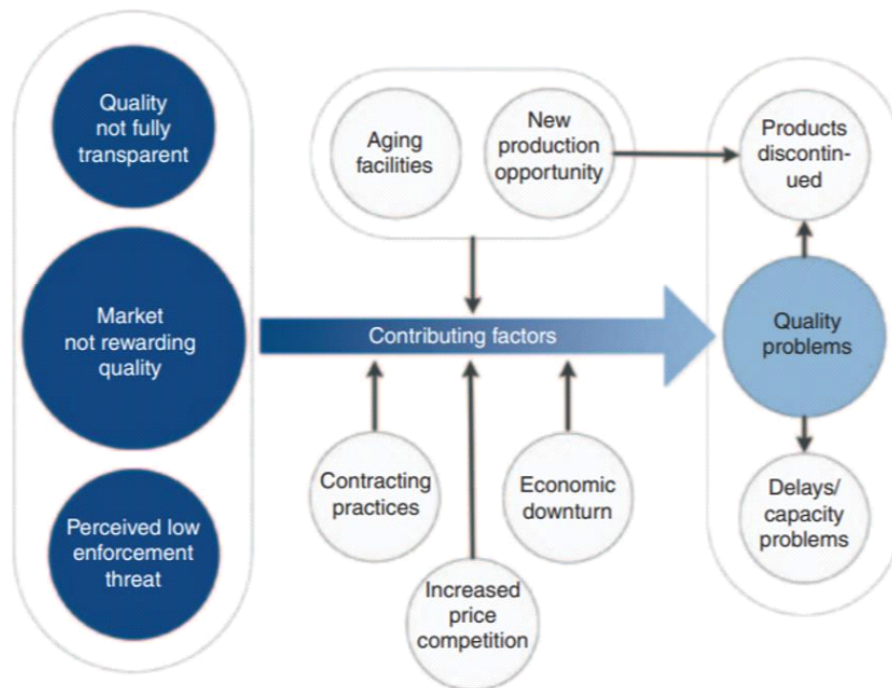 Quality
not fully
transparent
Market
not rewarding
quality
Perceived low
enforcement
threat
Aging
facilities
New
production
opportunity
Contributing factors
Contracting
practices
Increased
price
competition
Economic
downturn
Products
discontin-
ued
Quality
problems
Delays/
capacity
problems